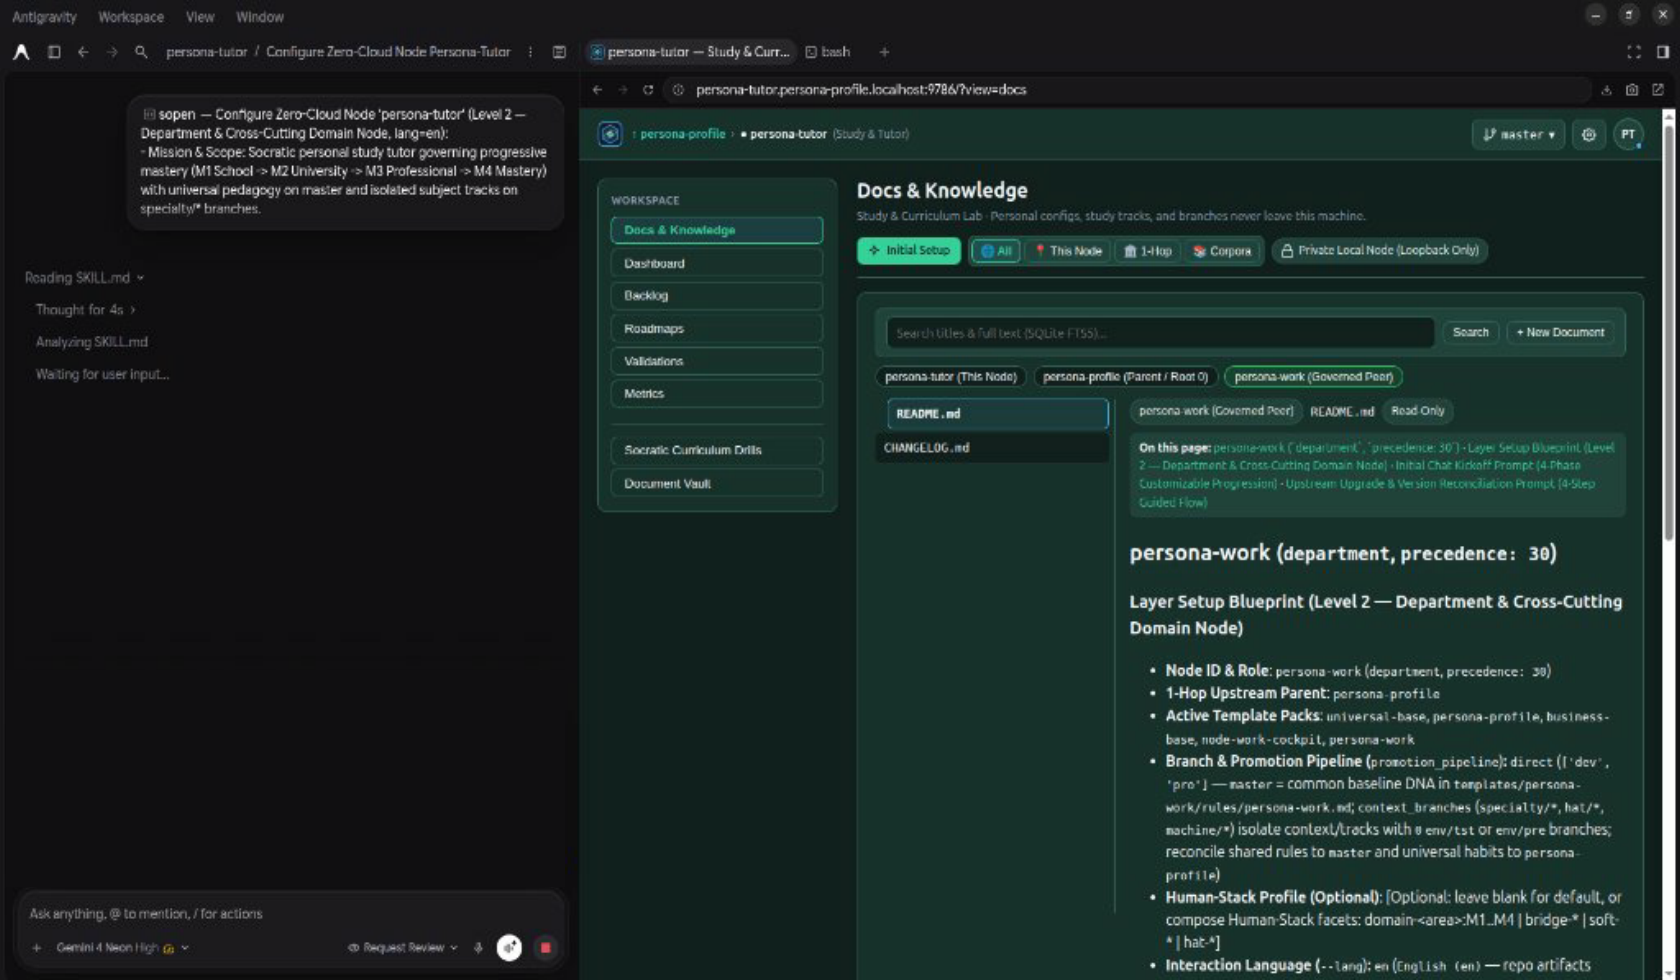 Antigravity Workspace View Window
persona-tutor / Configure Zero-Cloud Node Persona-Tutor
persona-tutor — Study & Curr...
bash
persona-tutor.persona-profile.localhost:9786/?view=docs
sopen — Configure Zero-Cloud Node 'persona-tutor' (Level 2 —
Department & Cross-Cutting Domain Node, lang=en):
- Mission & Scope: Socratic personal study tutor governing progressive
mastery (M1 School -> M2 University -> M3 Professional -> M4 Mastery)
with universal pedagogy on master and isolated subject tracks on
specialty/* branches.
Reading SKILL.md
Thought for 4s
Analyzing SKILL.md
Waiting for user input...
Ask anything, @ to mention, / for actions
Gemini 4 Neon High
Request Review
↑ persona-profile › • persona-tutor (Study & Tutor)
master ▾
PT
WORKSPACE
Docs & Knowledge
Dashboard
Backlog
Roadmaps
Validations
Metrics
Socratic Curriculum Drills
Document Vault
Docs & Knowledge
Study & Curriculum Lab · Personal configs, study tracks, and branches never leave this machine.
Initial Setup
All
This Node
1-Hop
Corpora
Private Local Node (Loopback Only)
Search titles & full text (SQLite FTS5)...
Search
+ New Document
persona-tutor (This Node)
persona-profile (Parent / Root 0)
persona-work (Governed Peer)
README.md
CHANGELOG.md
persona-work (Governed Peer) README.md Read-Only
On this page: persona-work (`department`, `precedence: 30`) · Layer Setup Blueprint (Level
2 — Department & Cross-Cutting Domain Node) · Initial Chat Kickoff Prompt (4-Phase
Customizable Progression) · Upstream Upgrade & Version Reconciliation Prompt (4-Step
Guided Flow)
persona-work (department, precedence: 30)
Layer Setup Blueprint (Level 2 — Department & Cross-Cutting
Domain Node)
• Node ID & Role: persona-work (department, precedence: 30)
• 1-Hop Upstream Parent: persona-profile
• Active Template Packs: universal-base, persona-profile, business-
base, node-work-cockpit, persona-work
• Branch & Promotion Pipeline (promotion_pipeline): direct (['dev',
'pro'] — master = common baseline DNA in templates/persona-
work/rules/persona-work.md; context_branches (specialty/*, hat/*,
machine/*) isolate context/tracks with 0 env/tst or env/pre branches;
reconcile shared rules to master and universal habits to persona-
profile)
• Human-Stack Profile (Optional): [Optional: leave blank for default, or
compose Human-Stack facets: domain-<area>:M1..M4 | bridge-* | soft-
* | hat-*]
• Interaction Language (--lang): en (English (en) — repo artifacts